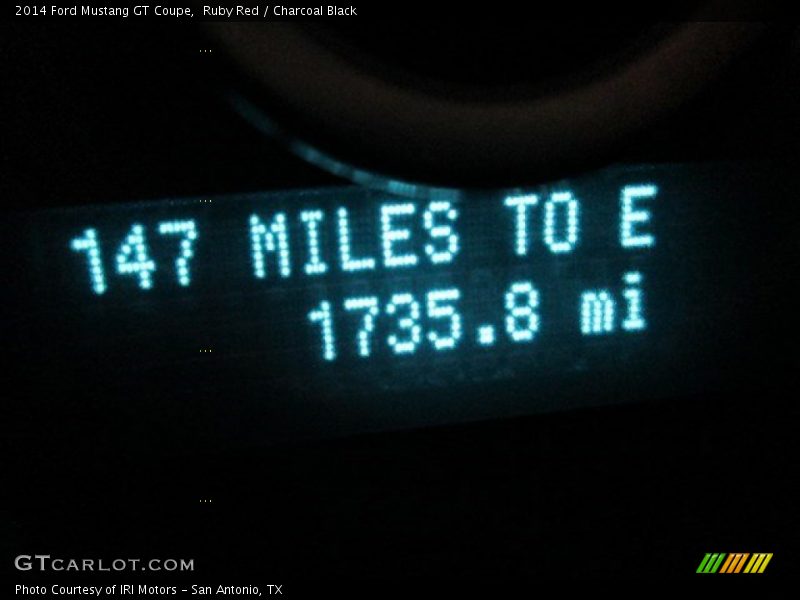 2014 Ford Mustang GT Coupe,  Ruby Red / Charcoal Black
...
...
147 MILES TO E
1735.8 mi
...
...
GTCARLOT.COM
Photo Courtesy of IRI Motors – San Antonio, TX